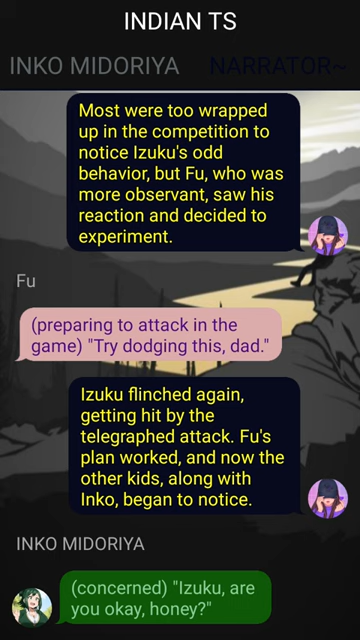 INDIAN TS
INKO MIDORIYA NARRATOR~
Most were too wrapped
up in the competition to
notice Izuku's odd
behavior, but Fu, who was
more observant, saw his
reaction and decided to
experiment.
Fu
(preparing to attack in the
game) "Try dodging this, dad."
Izuku flinched again,
getting hit by the
telegraphed attack. Fu's
plan worked, and now the
other kids, along with
Inko, began to notice.
INKO MIDORIYA
(concerned) "Izuku, are
you okay, honey?"